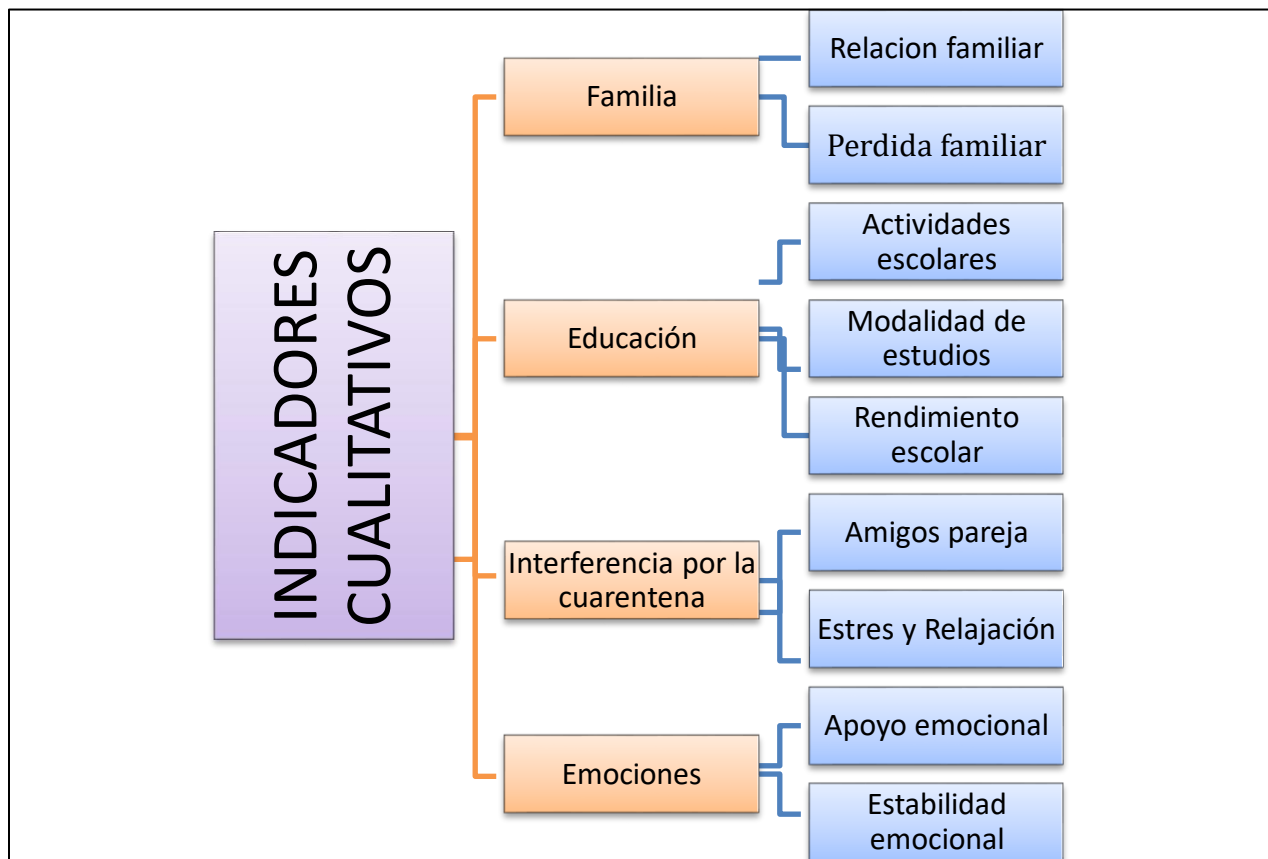 INDICADORES
CUALITATIVOS
Familia
Relacion familiar
Perdida familiar
Educación
Actividades
escolares
Modalidad de
estudios
Rendimiento
escolar
Interferencia por la
cuarentena
Amigos pareja
Estres y Relajación
Emociones
Apoyo emocional
Estabilidad
emocional